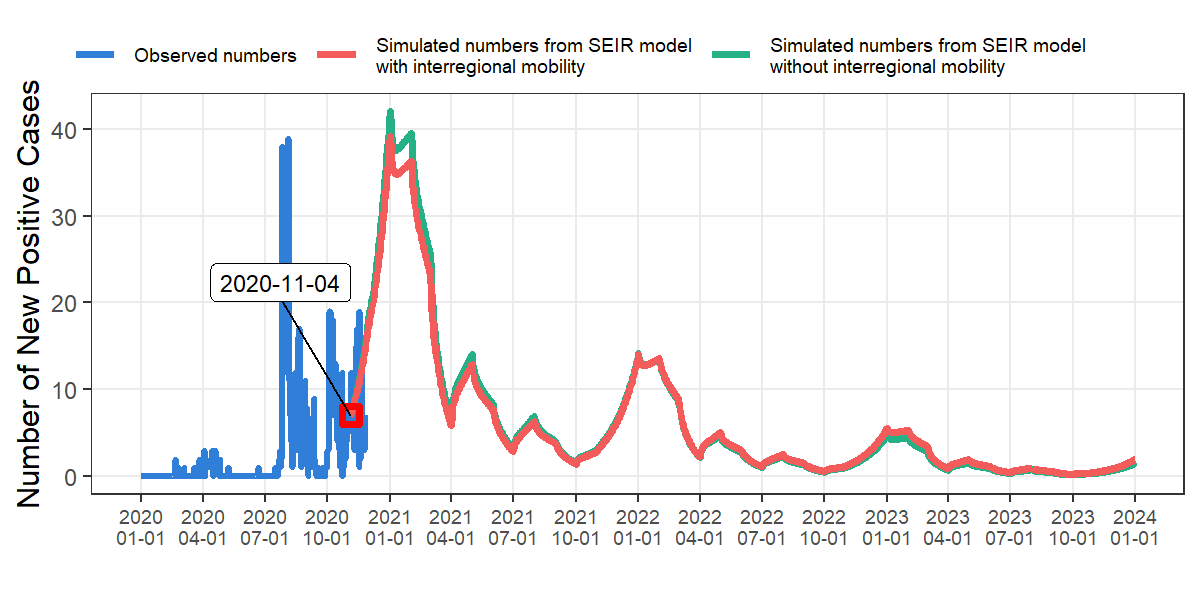 Observed numbers
Simulated numbers from SEIR model
with interregional mobility
Simulated numbers from SEIR model
without interregional mobility
Number of New Positive Cases
40
30
20
10
0
2020-11-04
2020 2020 2020 2020 2021 2021 2021 2021 2022 2022 2022 2022 2023 2023 2023 2023 2024
01-01 04-01 07-01 10-01 01-01 04-01 07-01 10-01 01-01 04-01 07-01 10-01 01-01 04-01 07-01 10-01 01-01